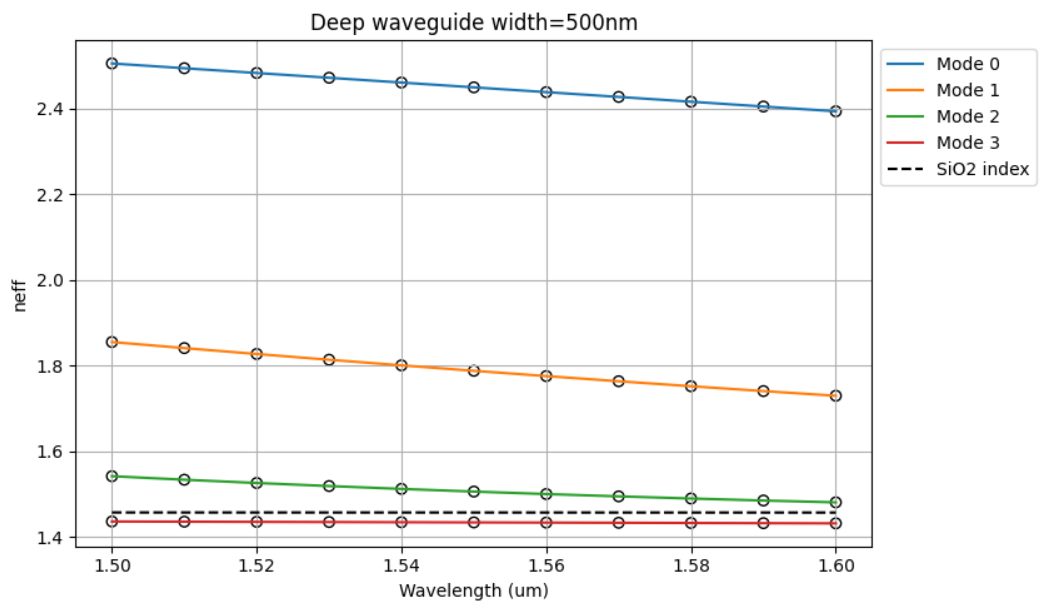 Deep waveguide width=500nm
Mode 0
Mode 1
Mode 2
Mode 3
SiO2 index
neff
2.4
2.2
2.0
1.8
1.6
1.4
1.50
1.52
1.54
1.56
1.58
1.60
Wavelength (um)